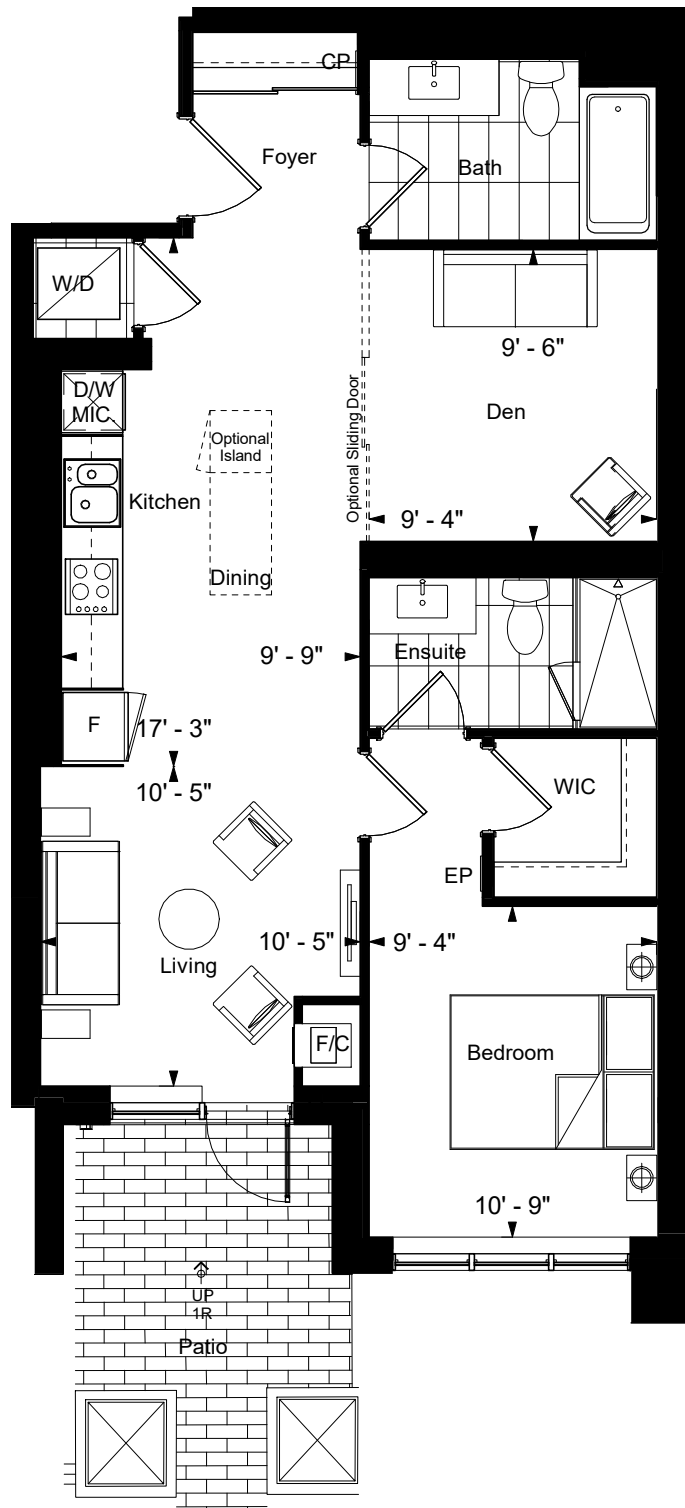 CP
Foyer
Bath
W/D
9' - 6"
D/W
MIC.
Optional
Island
Optional Sliding Door
Den
Kitchen
9' - 4"
Dining
9' - 9"
Ensuite
F
17' - 3"
10' - 5"
WIC
EP
10' - 5"
9' - 4"
Living
F/C
Bedroom
10' - 9"
UP
1R
Patio